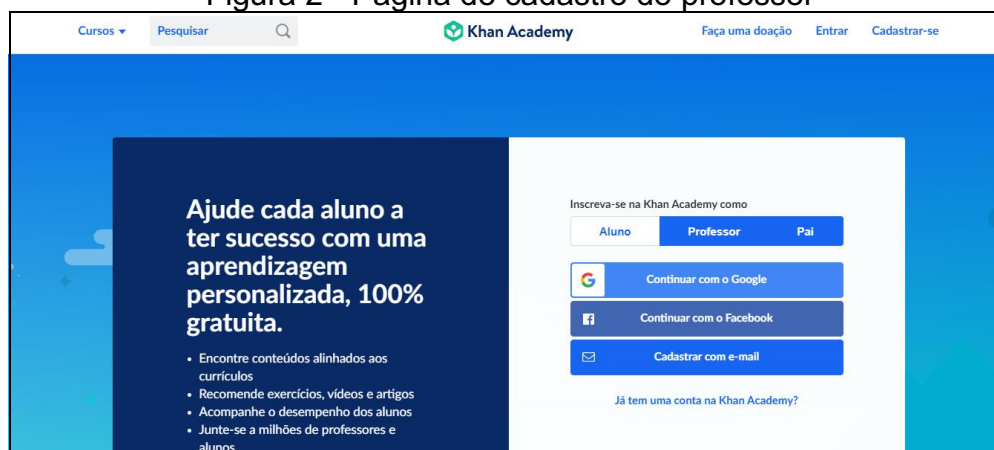 Figura 2 - Página de cadastro do professor
Cursos
Pesquisar
Khan Academy
Faça uma doação
Entrar
Cadastrar-se
Ajude cada aluno a
ter sucesso com uma
aprendizagem
personalizada, 100%
gratuita.
• Encontre conteúdos alinhados aos
currículos
• Recomende exercícios, vídeos e artigos
• Acompanhe o desempenho dos alunos
• Junte-se a milhões de professores e
alunos
Inscreva-se na Khan Academy como
Aluno
Professor
Pai
Continuar com o Google
Continuar com o Facebook
Cadastrar com e-mail
Já tem uma conta na Khan Academy?